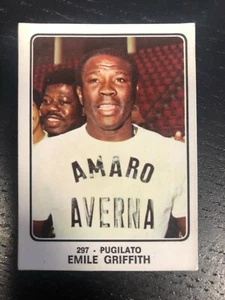 AMARO
AVERNA
297 - PUGILATO
EMILE GRIFFITH